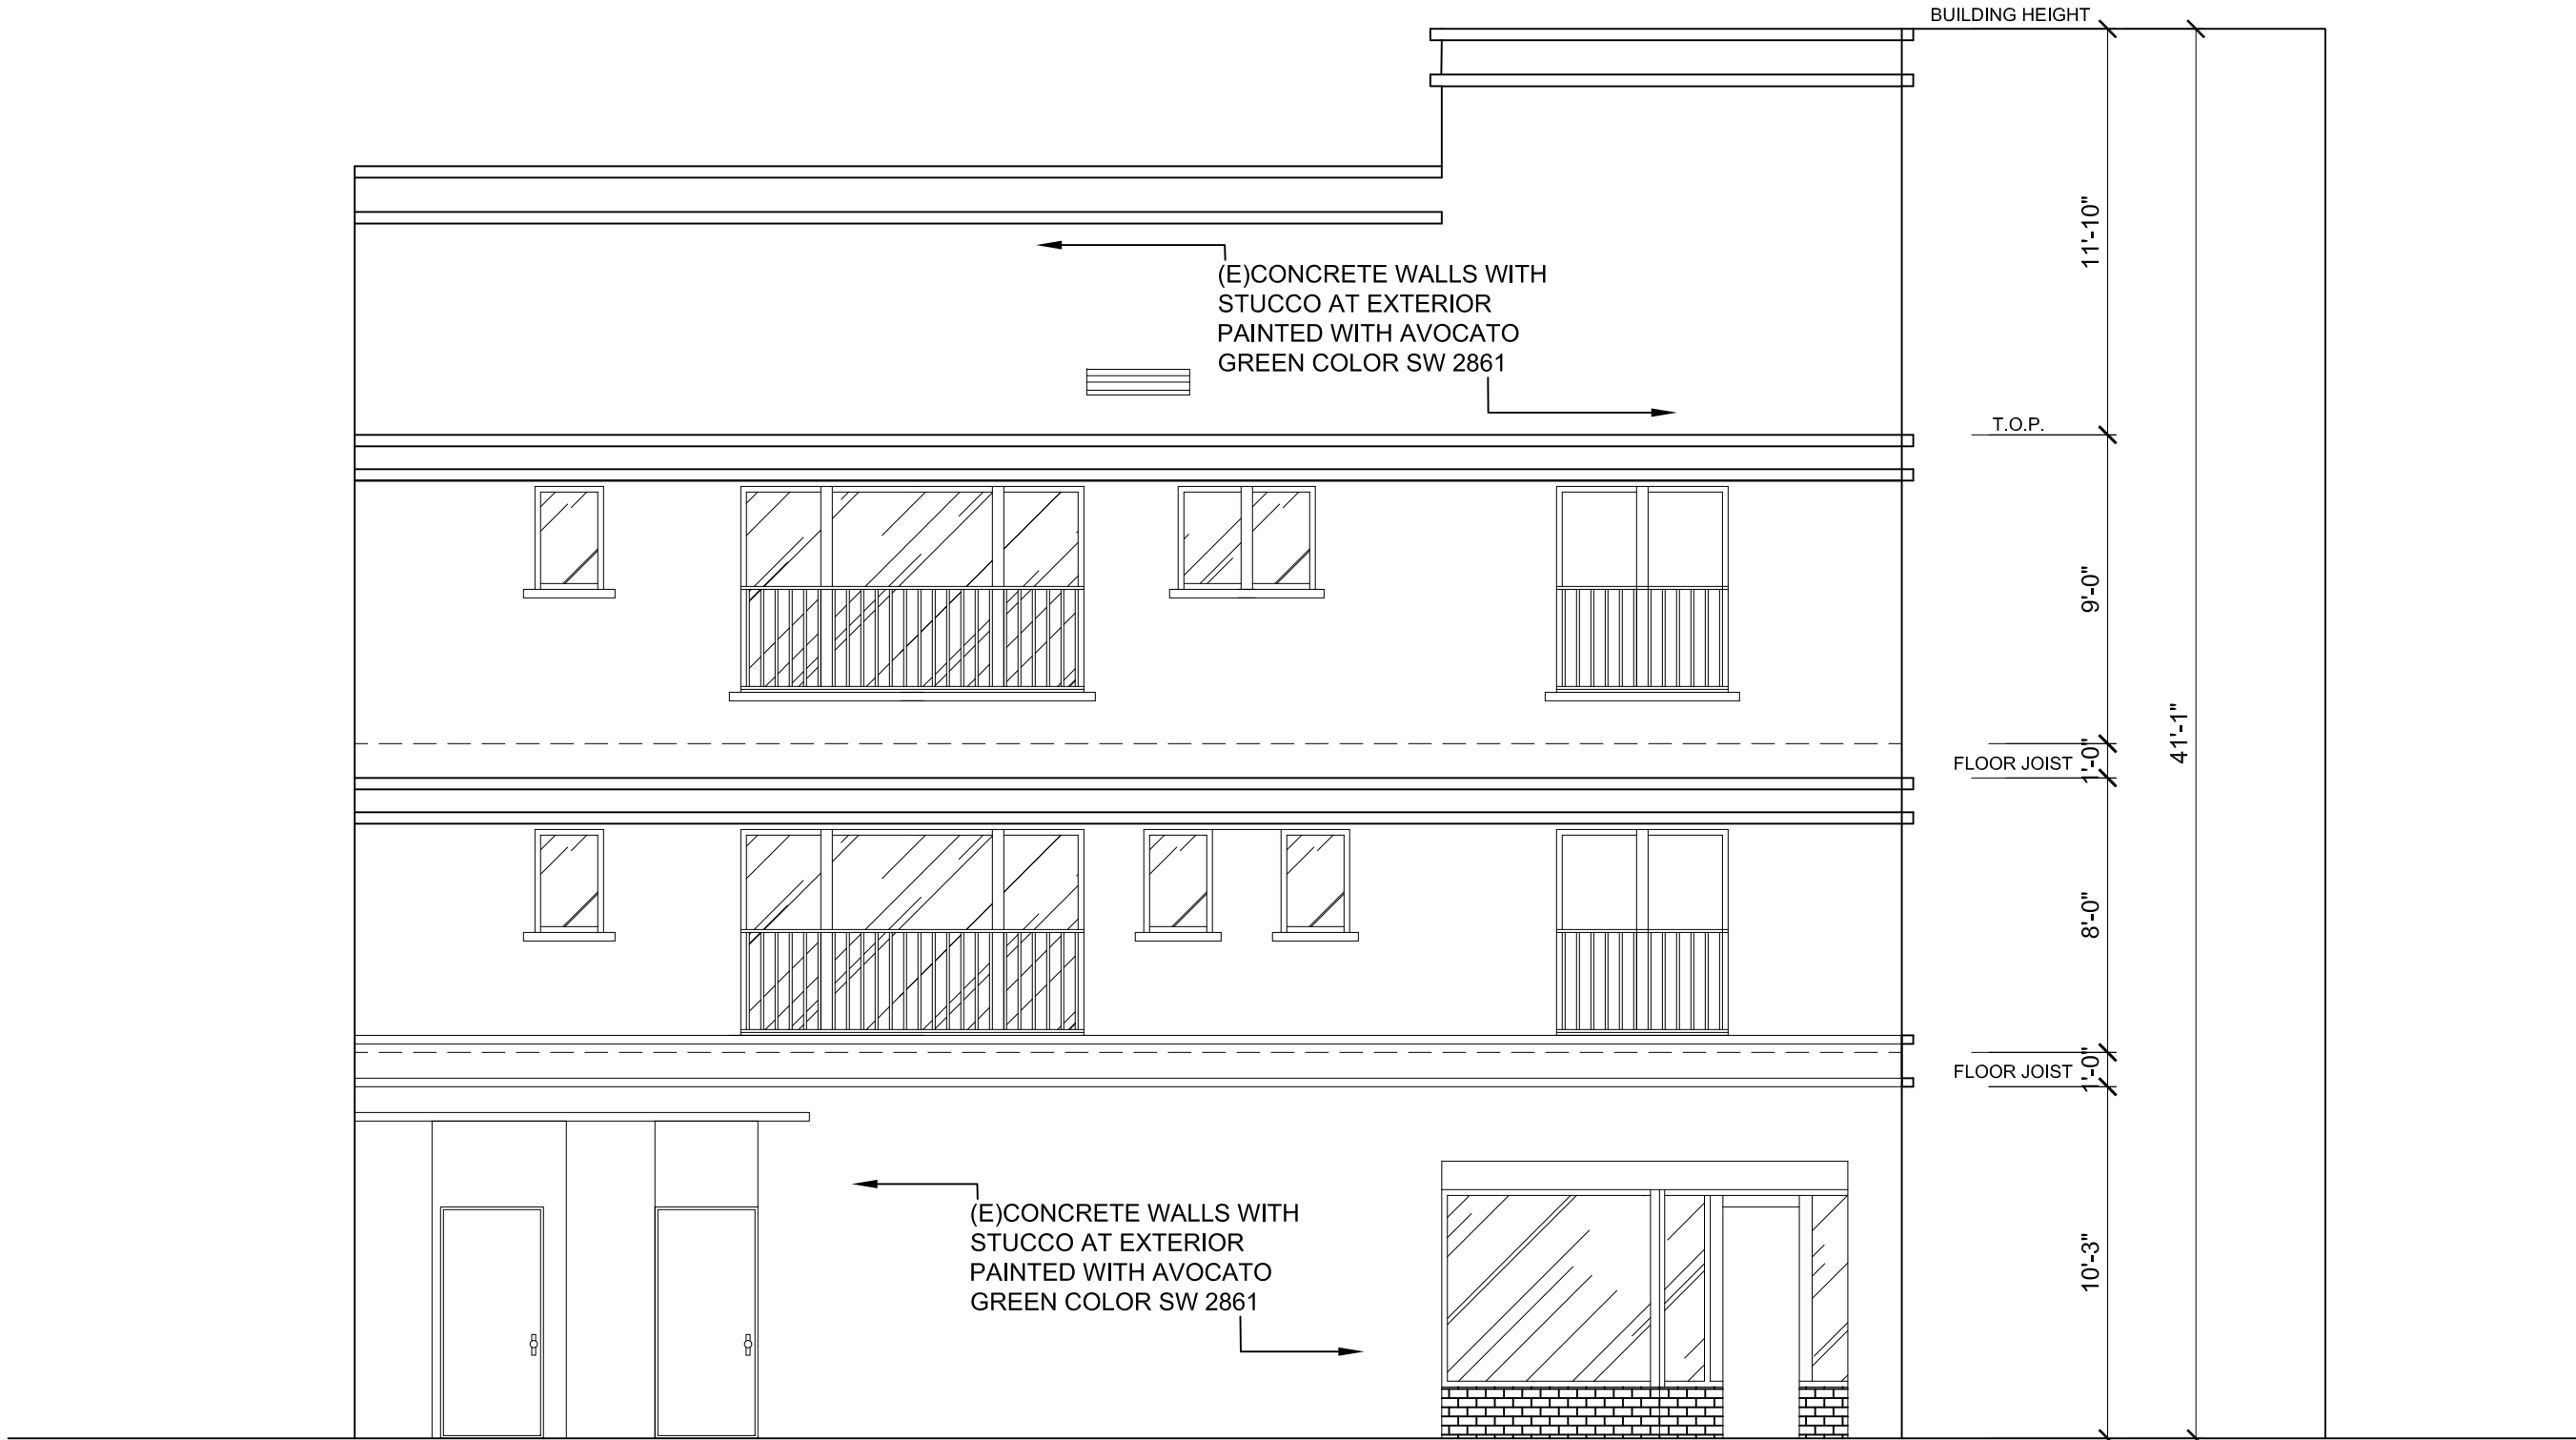 BUILDING HEIGHT
11'-10"
(E)CONCRETE WALLS WITH
STUCCO AT EXTERIOR
PAINTED WITH AVOCATO
GREEN COLOR SW 2861
T.O.P.
9'-0"
41'-1"
FLOOR JOIST
1'-0"
8'-0"
FLOOR JOIST
1'-0"
(E)CONCRETE WALLS WITH
STUCCO AT EXTERIOR
PAINTED WITH AVOCATO
GREEN COLOR SW 2861
10'-3"